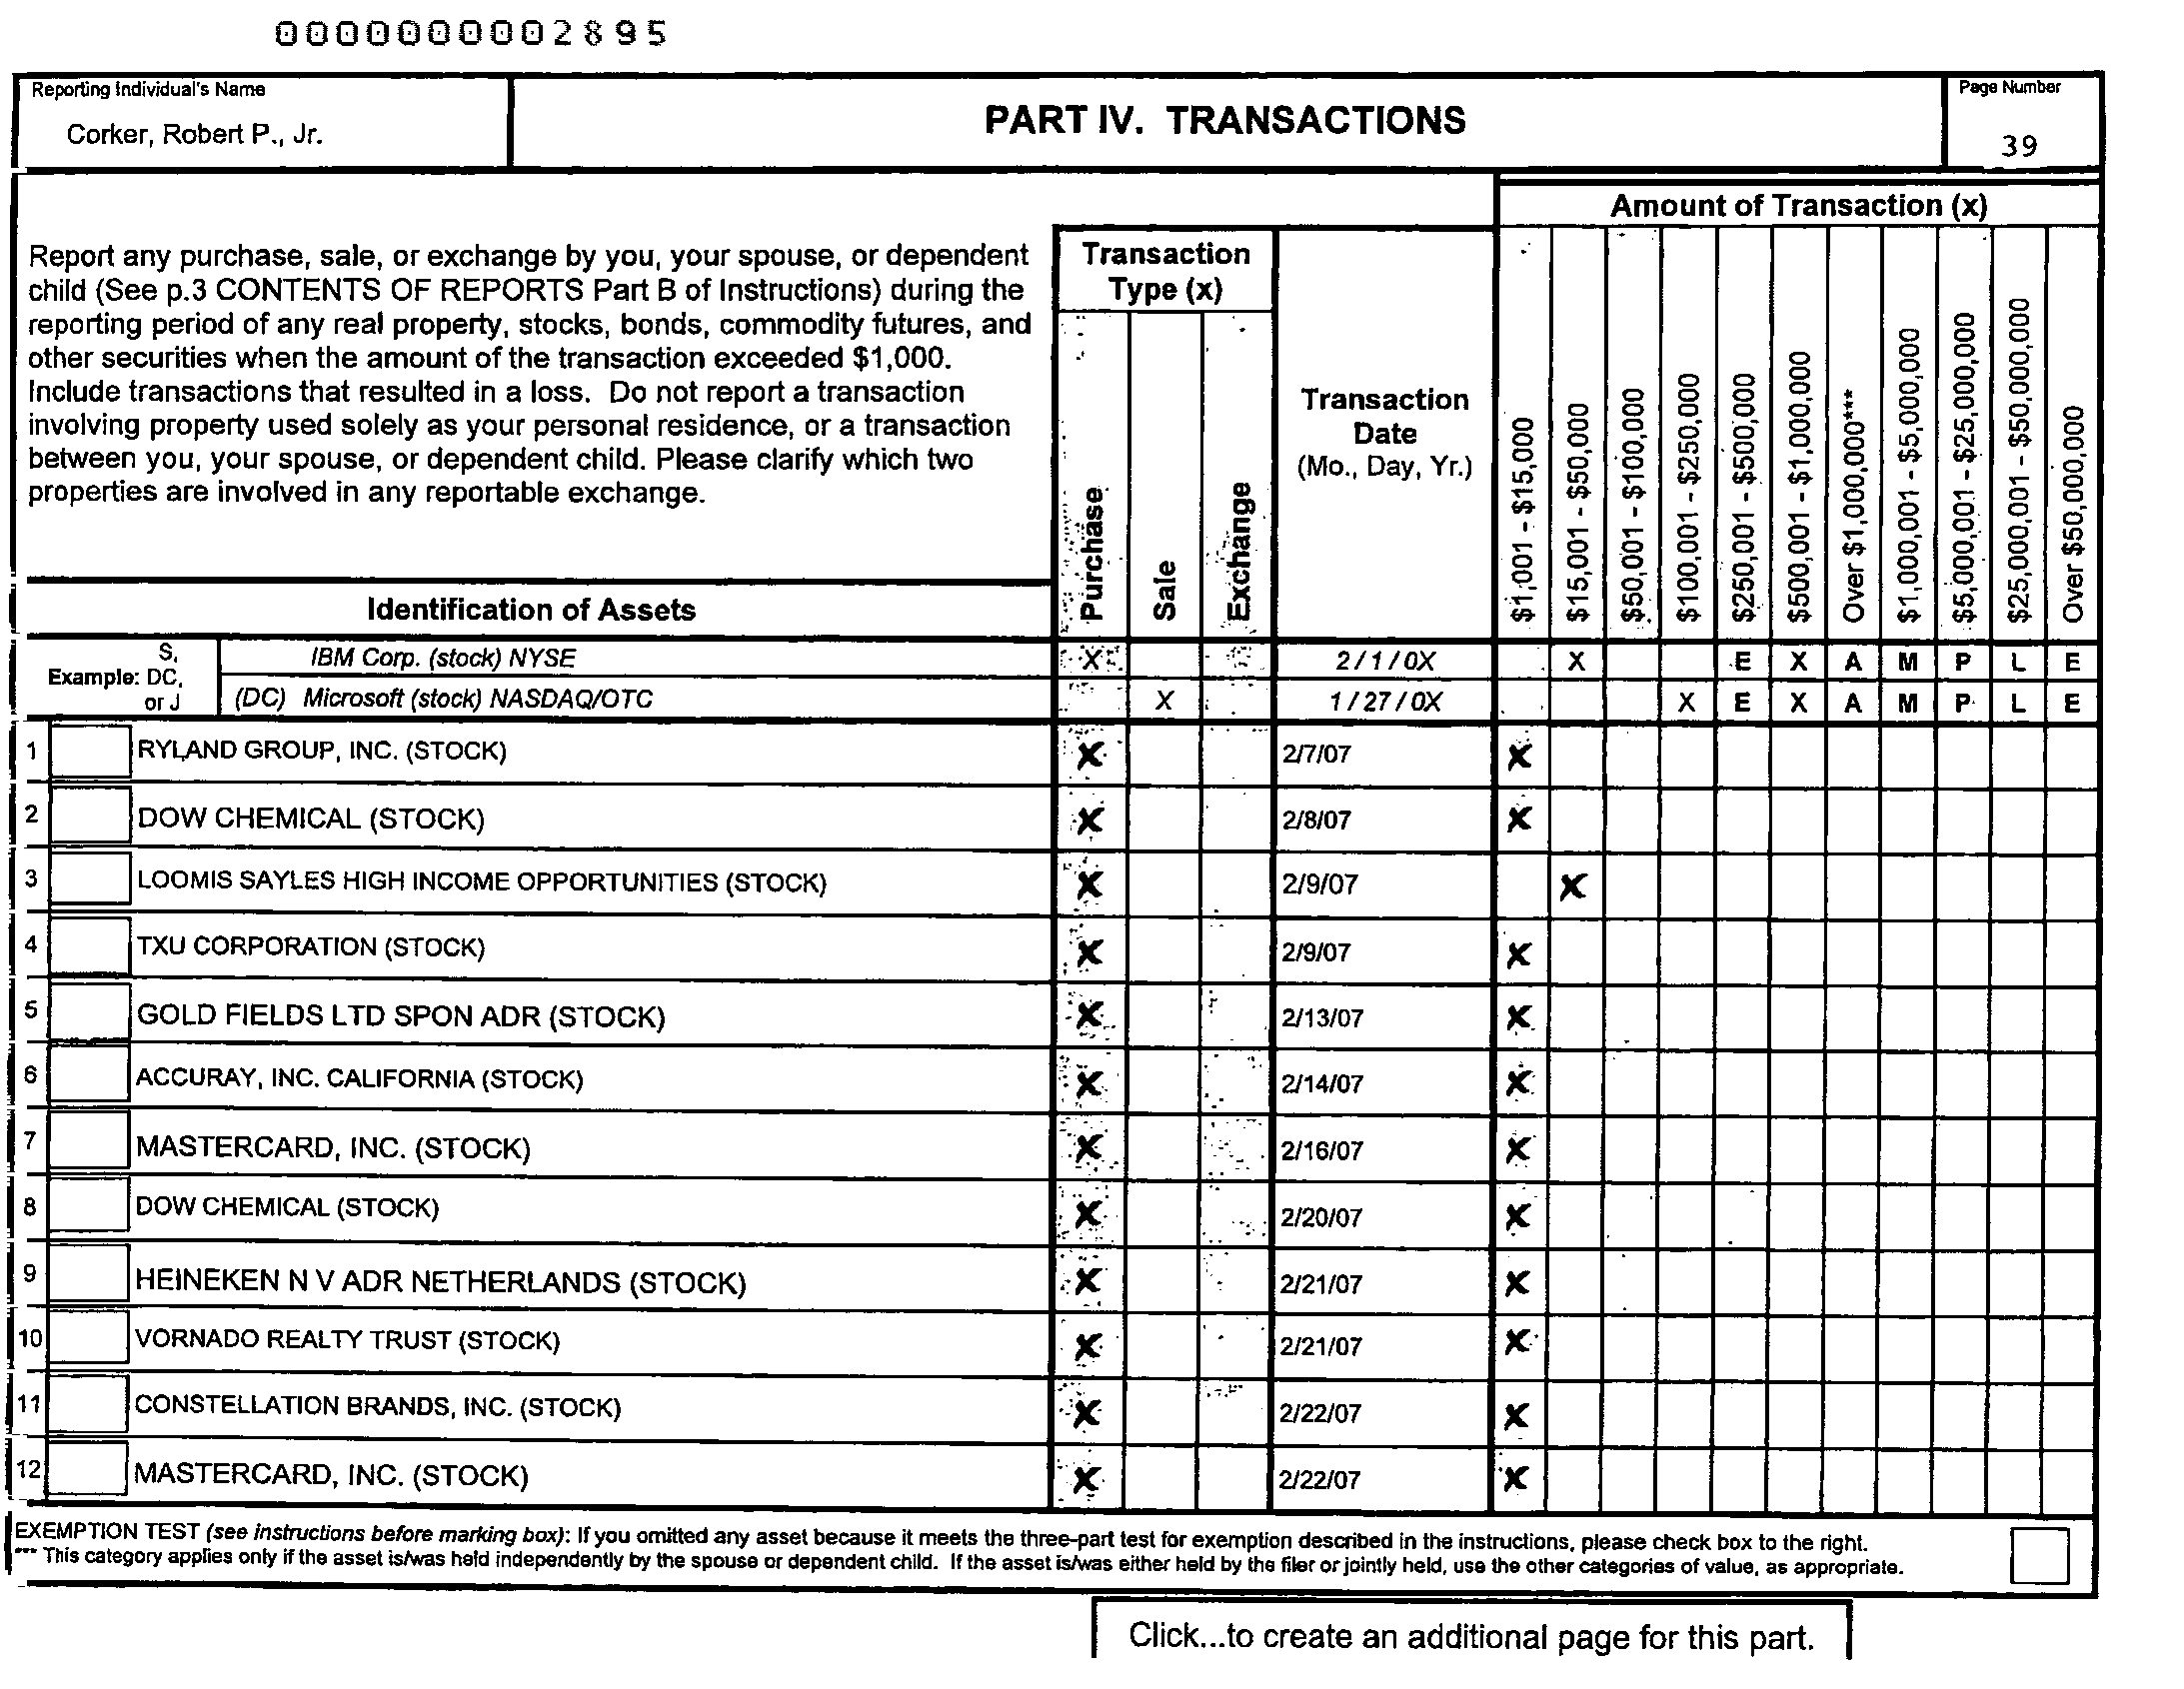 0000000002895
Reporting Individual's Name
Corker, Robert P., Jr.
PART IV. TRANSACTIONS
Page Number
39
Amount of Transaction (x)
Report any purchase, sale, or exchange by you, your spouse, or dependent
child (See p.3 CONTENTS OF REPORTS Part B of Instructions) during the
reporting period of any real property, stocks, bonds, commodity futures, and
other securities when the amount of the transaction exceeded $1,000.
Include transactions that resulted in a loss. Do not report a transaction
involving property used solely as your personal residence, or a transaction
between you, your spouse, or dependent child. Please clarify which two
properties are involved in any reportable exchange.
Transaction
Type (x)
Purchase
Sale
Exchange
Transaction
Date
(Mo., Day, Yr.)
$1,001 - $15,000
$15,001 - $50,000
$50,001 - $100,000
$100,001 - $250,000
$250,001 - $500,000
$500,001 - $1,000,000
Over $1,000,000***
$1,000,001 - $5,000,000
$5,000,001 - $25,000,000
$25,000,001 - $50,000,000
Over $50,000,000
Identification of Assets
Example: S, DC, or J
IBM Corp. (stock) NYSE X 2 / 1 / 0X X E X A M P L E
(DC) Microsoft (stock) NASDAQ/OTC X 1 / 27 / 0X X E X A M P L E
1 RYLAND GROUP, INC. (STOCK) X 2/7/07 X
2 DOW CHEMICAL (STOCK) X 2/8/07 X
3 LOOMIS SAYLES HIGH INCOME OPPORTUNITIES (STOCK) X 2/9/07 X
4 TXU CORPORATION (STOCK) X 2/9/07 X
5 GOLD FIELDS LTD SPON ADR (STOCK) X 2/13/07 X
6 ACCURAY, INC. CALIFORNIA (STOCK) X 2/14/07 X
7 MASTERCARD, INC. (STOCK) X 2/16/07 X
8 DOW CHEMICAL (STOCK) X 2/20/07 X
9 HEINEKEN N V ADR NETHERLANDS (STOCK) X 2/21/07 X
10 VORNADO REALTY TRUST (STOCK) X 2/21/07 X
11 CONSTELLATION BRANDS, INC. (STOCK) X 2/22/07 X
12 MASTERCARD, INC. (STOCK) X 2/22/07 X
EXEMPTION TEST (see instructions before marking box): If you omitted any asset because it meets the three-part test for exemption described in the instructions, please check box to the right.
*** This category applies only if the asset is/was held independently by the spouse or dependent child. If the asset is/was either held by the filer or jointly held, use the other categories of value, as appropriate.
Click...to create an additional page for this part.